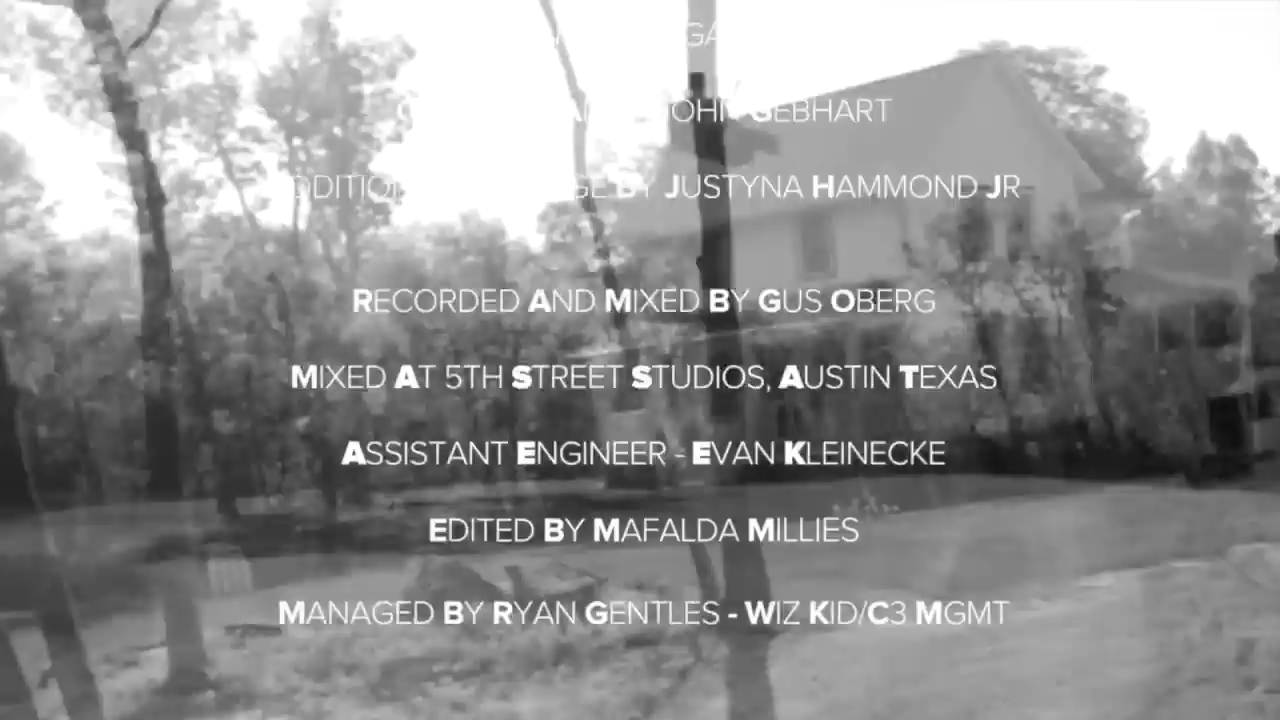 JOHN GEBHART
BY JUSTYNA HAMMOND JR
RECORDED AND MIXED BY GUS OBERG
MIXED AT 5TH STREET STUDIOS, AUSTIN TEXAS
ASSISTANT ENGINEER - EVAN KLEINECKE
EDITED BY MAFALDA MILLIES
MANAGED BY RYAN GENTLES - WIZ KID/C3 MGMT